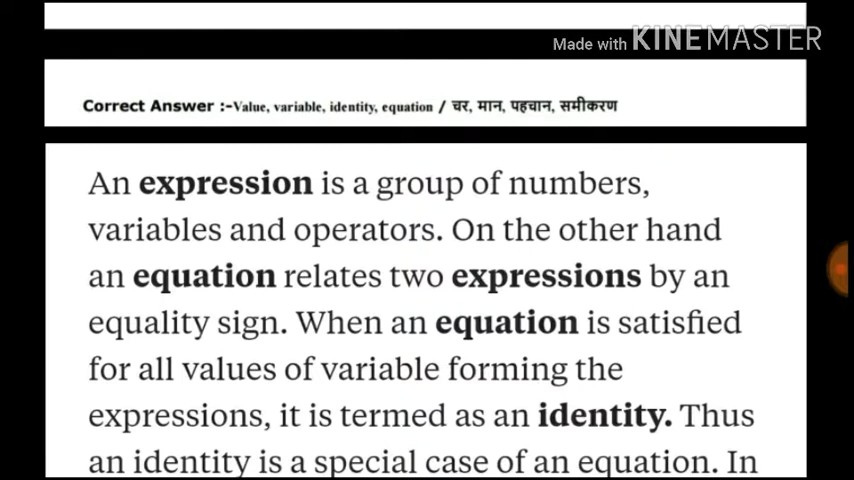 Made with KINEMASTER
Correct Answer :-Value, variable, identity, equation / चर, मान, पहचान, समीकरण
An expression is a group of numbers,
variables and operators. On the other hand
an equation relates two expressions by an
equality sign. When an equation is satisfied
for all values of variable forming the
expressions, it is termed as an identity. Thus
an identity is a special case of an equation. In